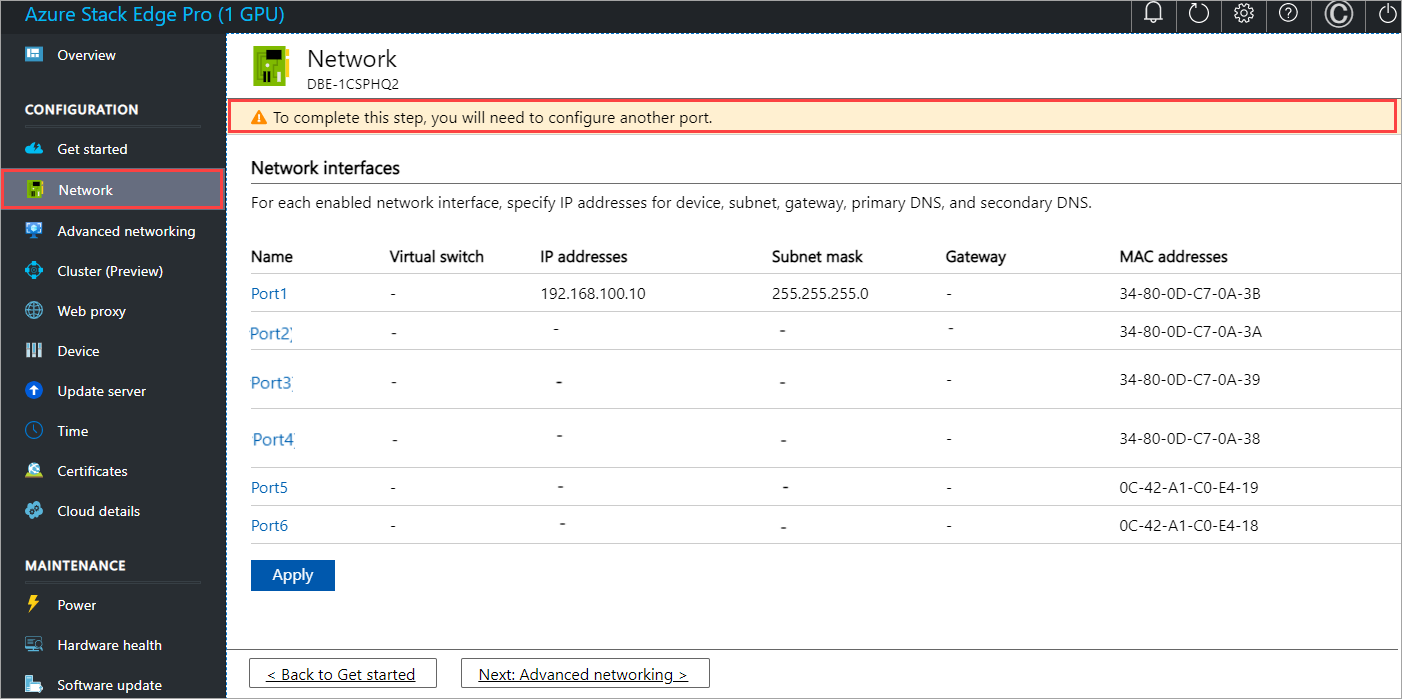 Azure Stack Edge Pro (1 GPU)
Overview
CONFIGURATION
Get started
Network
Advanced networking
Cluster (Preview)
Web proxy
Device
Update server
Time
Certificates
Cloud details
MAINTENANCE
Power
Hardware health
Software update
Network
DBE-1CSPHQ2
To complete this step, you will need to configure another port.
Network interfaces
For each enabled network interface, specify IP addresses for device, subnet, gateway, primary DNS, and secondary DNS.
Name Virtual switch IP addresses Subnet mask Gateway MAC addresses
Port1 - 192.168.100.10 255.255.255.0 - 34-80-0D-C7-0A-3B
Port2 - - - - 34-80-0D-C7-0A-3A
Port3 - - - - 34-80-0D-C7-0A-39
Port4 - - - - 34-80-0D-C7-0A-38
Port5 - - - - 0C-42-A1-C0-E4-19
Port6 - - - - 0C-42-A1-C0-E4-18
Apply
< Back to Get started Next: Advanced networking >